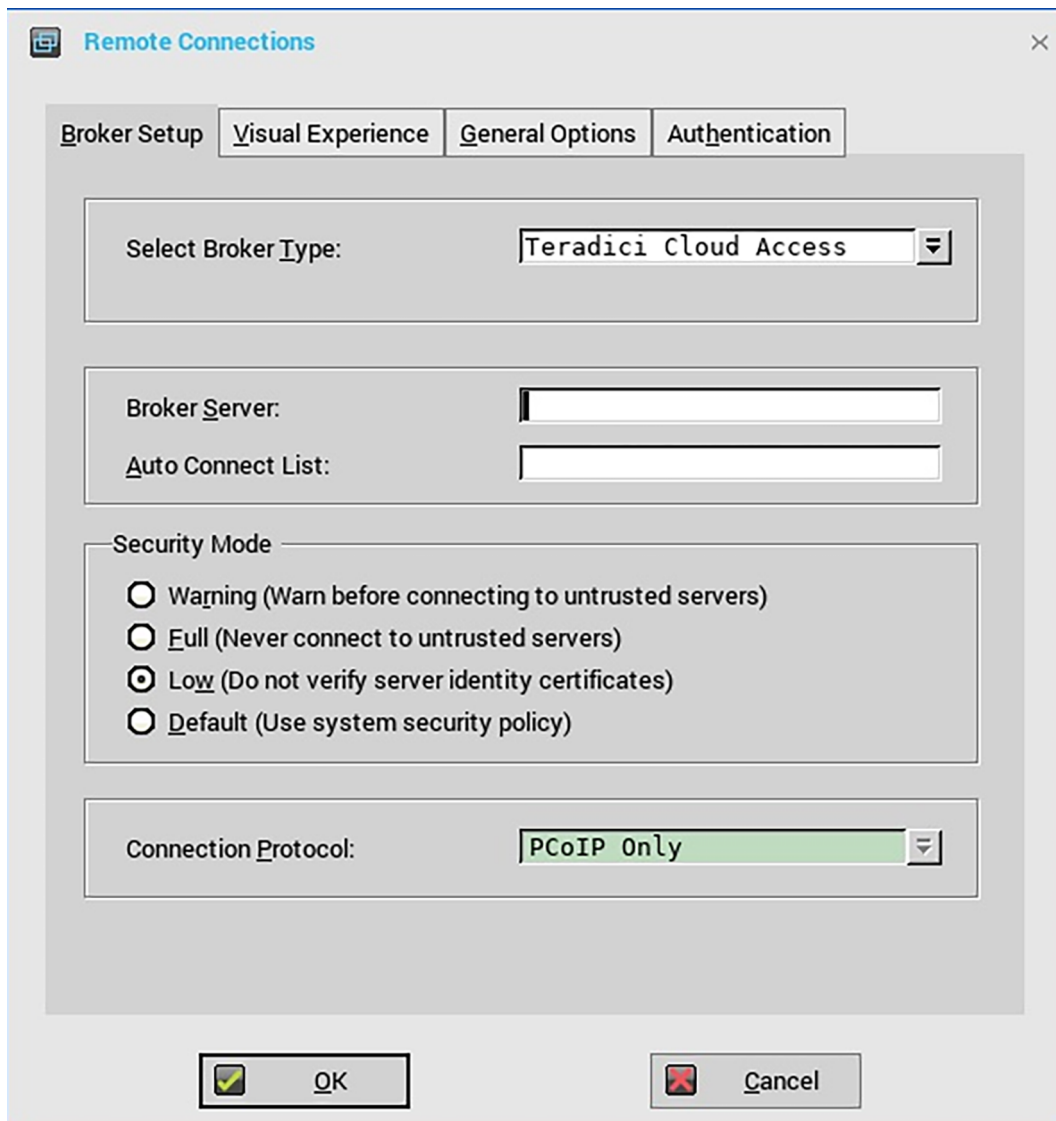 Remote Connections
Broker Setup
Visual Experience
General Options
Authentication
Select Broker Type:
Teradici Cloud Access
Broker Server:
Auto Connect List:
Security Mode
Warning (Warn before connecting to untrusted servers)
Full (Never connect to untrusted servers)
Low (Do not verify server identity certificates)
Default (Use system security policy)
Connection Protocol:
PCoIP Only
OK
Cancel